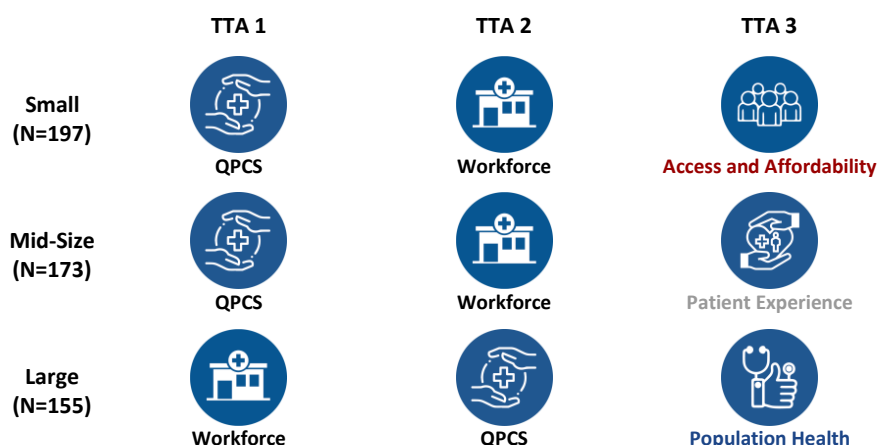 TTA 1 TTA 2 TTA 3
Small
(N=197)
QPCS Workforce Access and Affordability
Mid-Size
(N=173)
QPCS Workforce Patient Experience
Large
(N=155)
Workforce QPCS Population Health